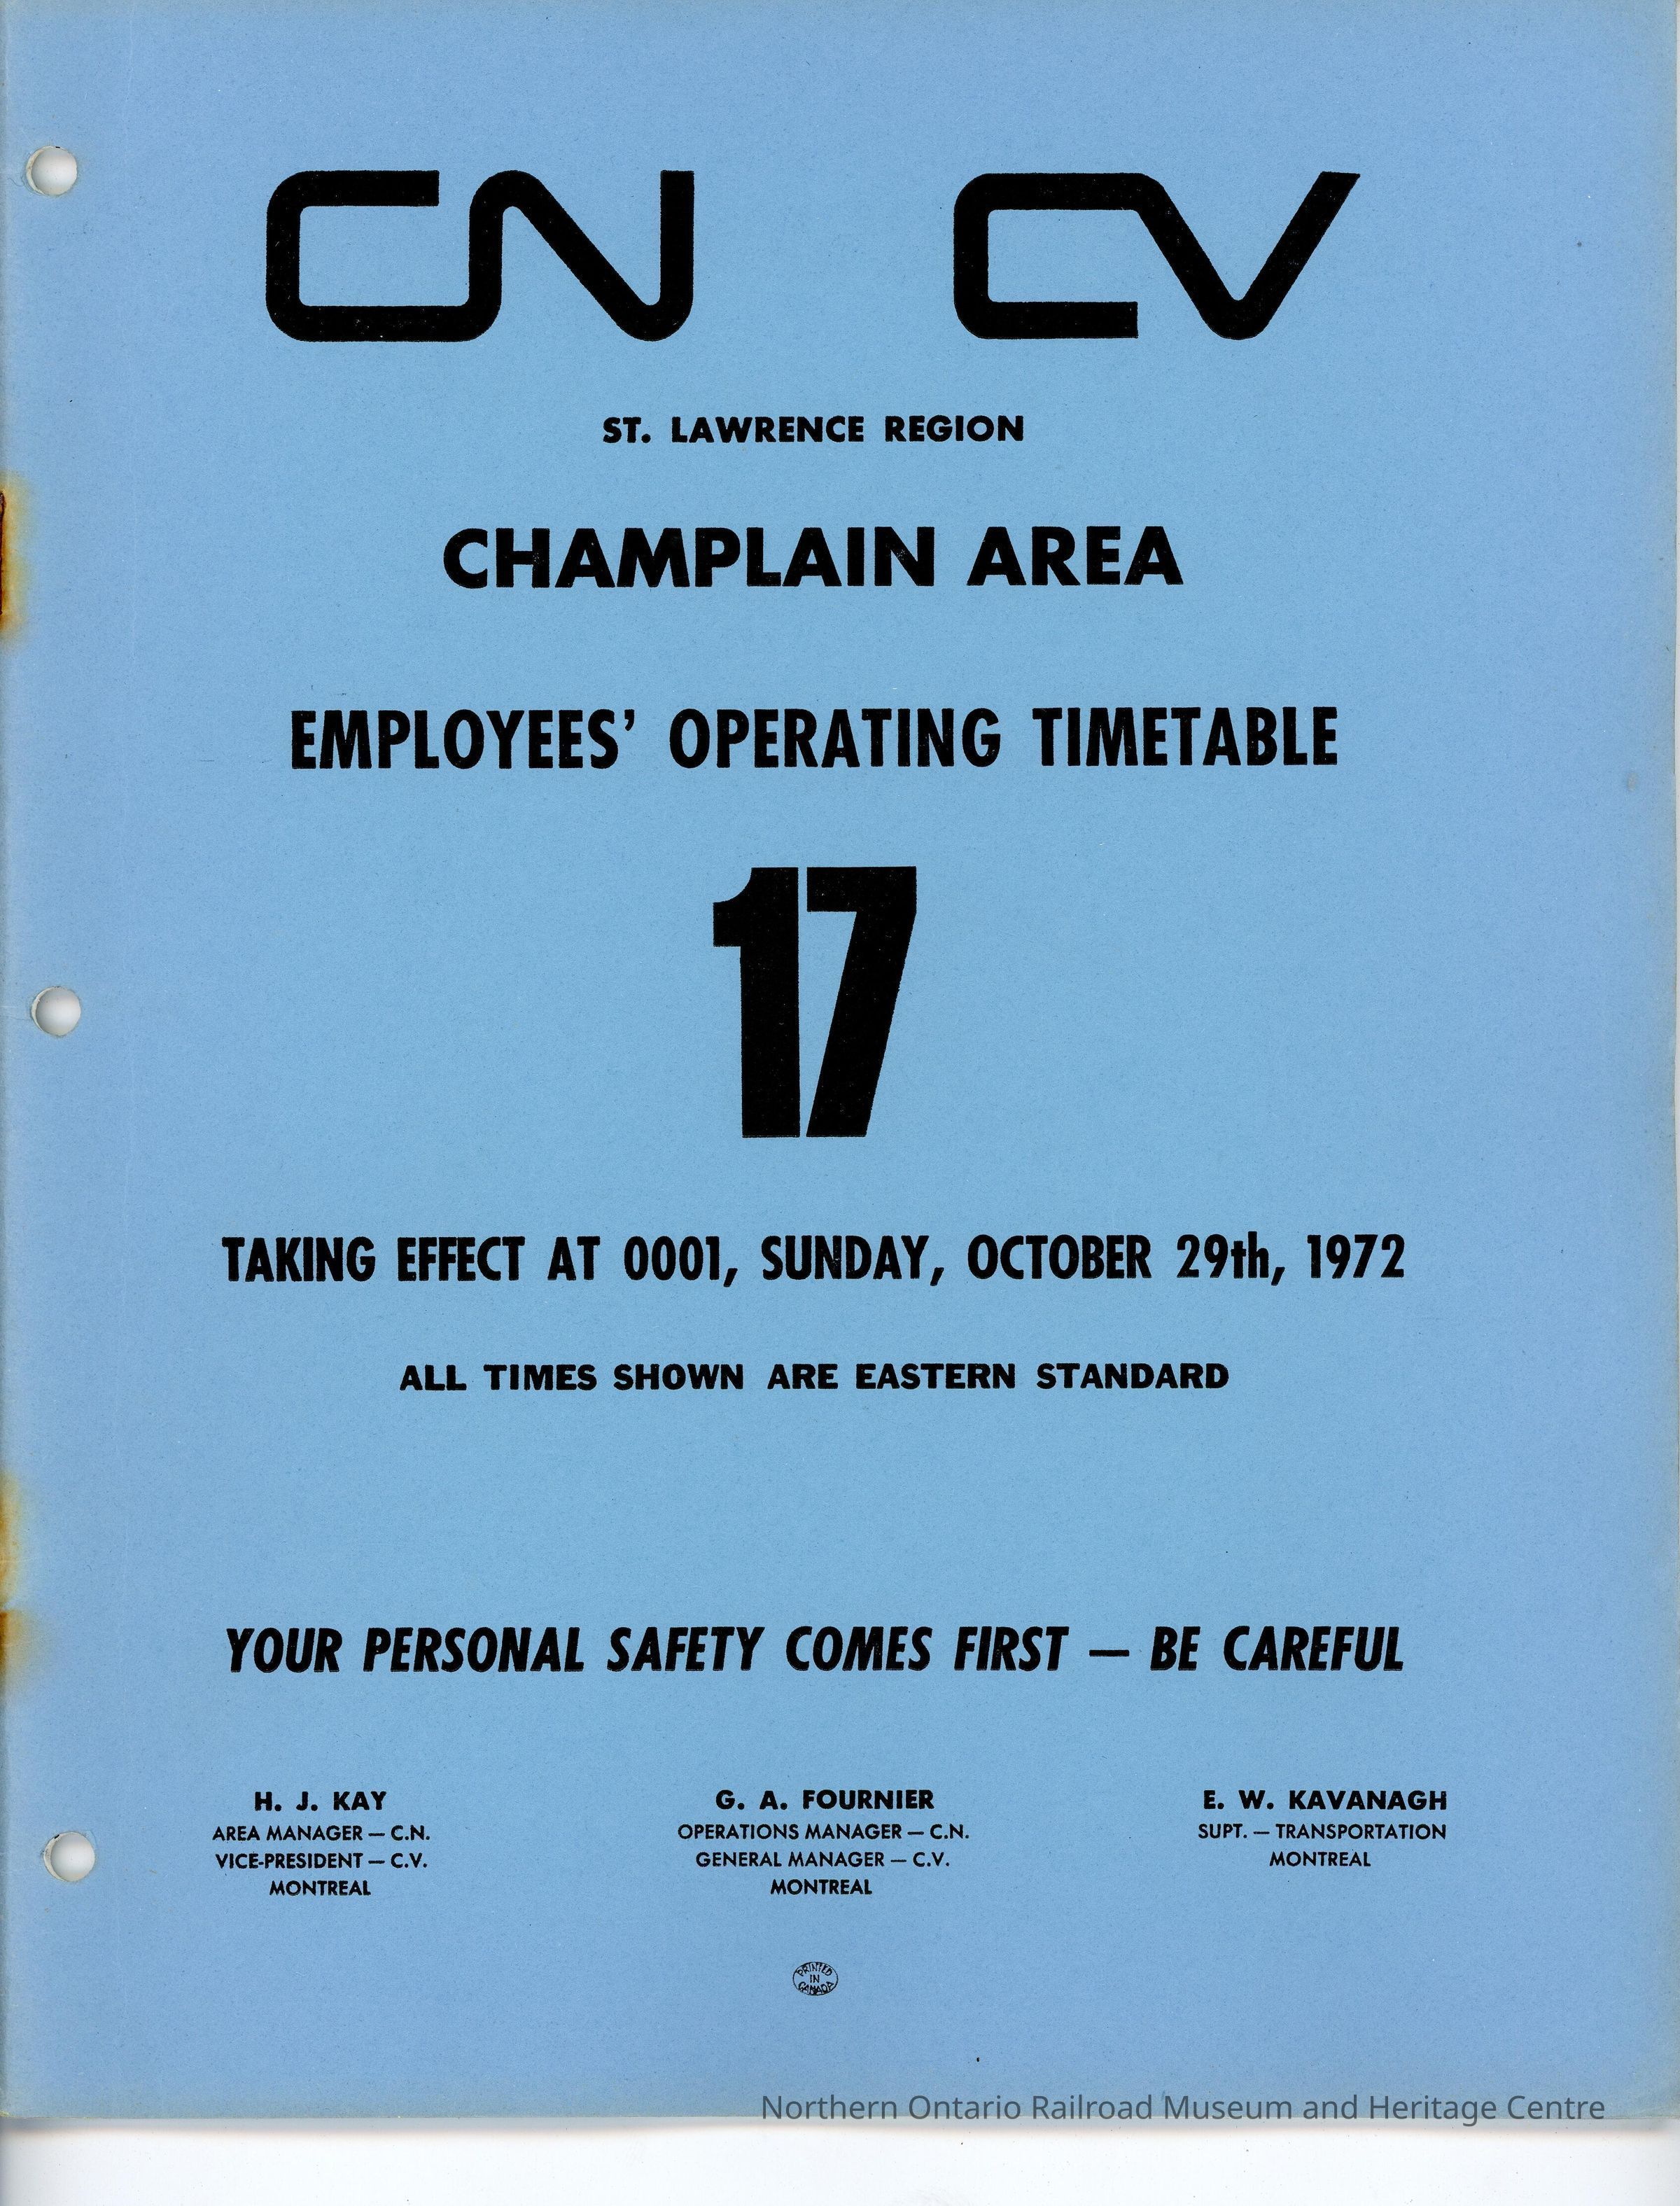 CN CV
ST. LAWRENCE REGION
CHAMPLAIN AREA
EMPLOYEES' OPERATING TIMETABLE
17
TAKING EFFECT AT 0001, SUNDAY, OCTOBER 29th, 1972
ALL TIMES SHOWN ARE EASTERN STANDARD
YOUR PERSONAL SAFETY COMES FIRST — BE CAREFUL
H. J. KAY
AREA MANAGER — C.N.
VICE-PRESIDENT — C.V.
MONTREAL
G. A. FOURNIER
OPERATIONS MANAGER — C.N.
GENERAL MANAGER — C.V.
MONTREAL
E. W. KAVANAGH
SUPT. — TRANSPORTATION
MONTREAL
PRINTED
IN
CANADA
Northern Ontario Railroad Museum and Heritage Centre